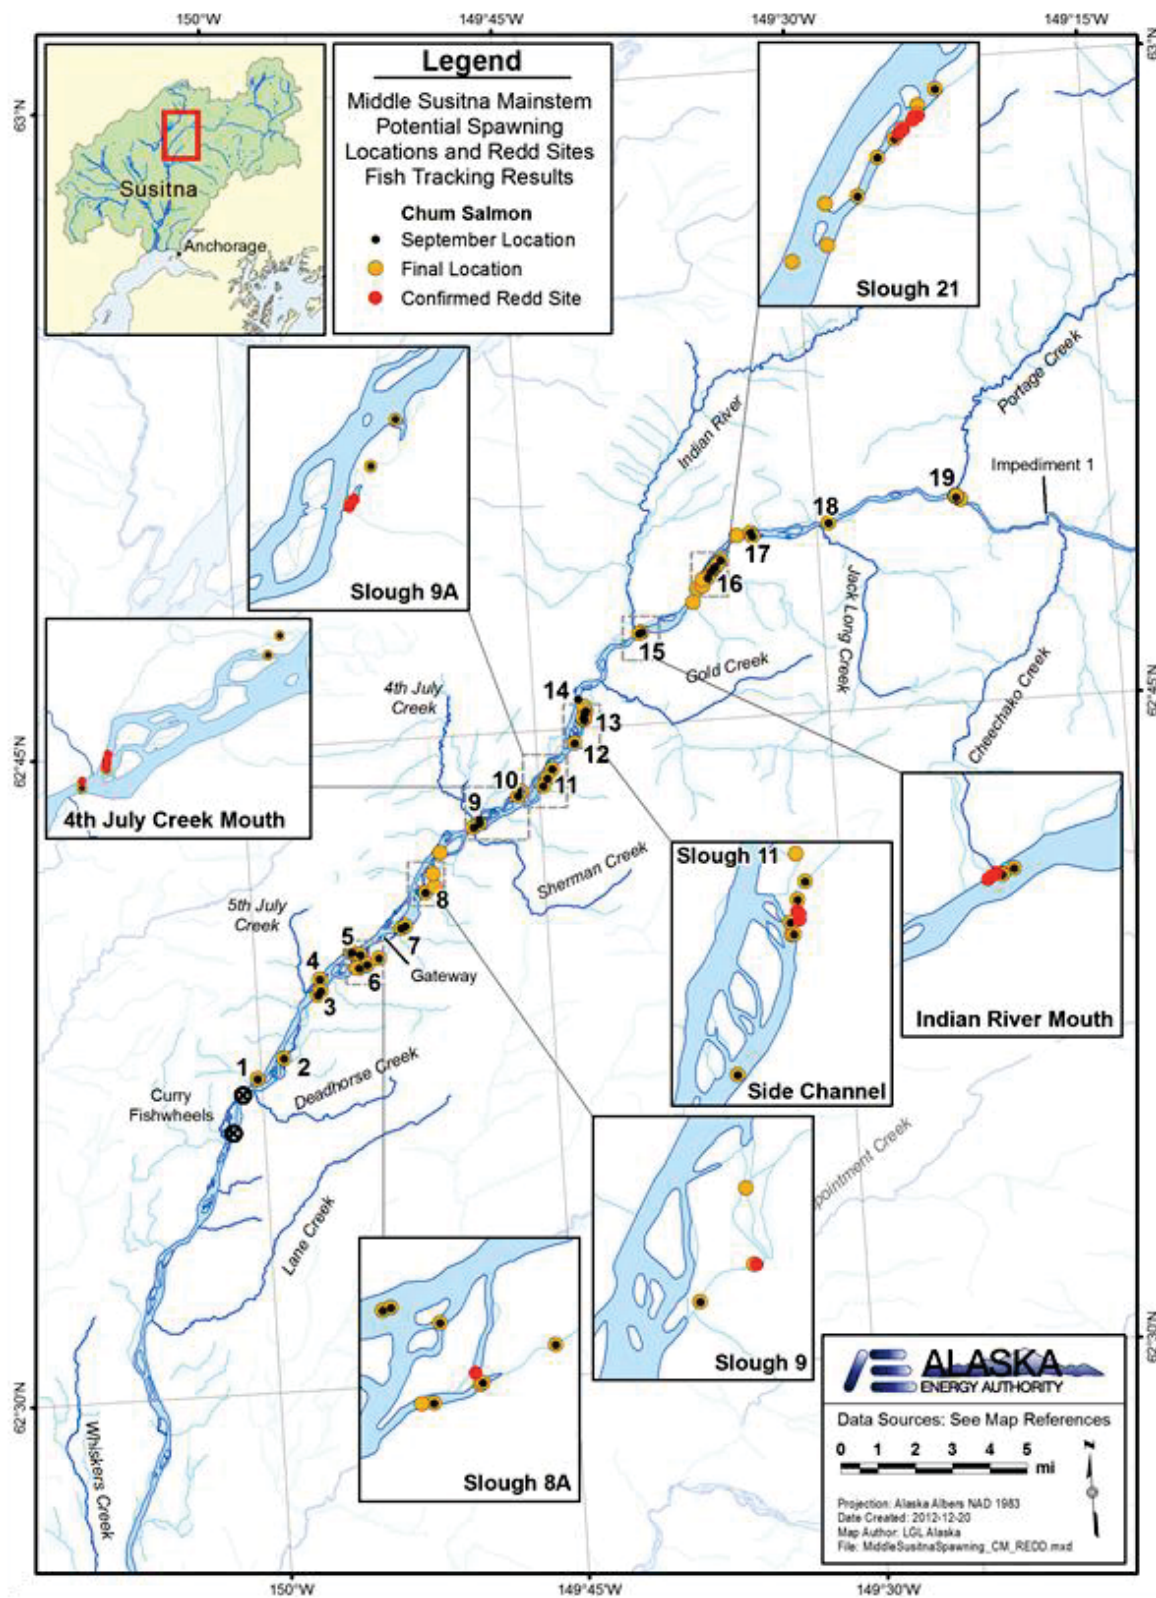 150°W
149°45'W
149°30'W
149°15'W
63°N
63°N
Susitna
Anchorage
Legend
Middle Susitna Mainstem
Potential Spawning
Locations and Redd Sites
Fish Tracking Results
Chum Salmon
September Location
Final Location
Confirmed Redd Site
Slough 21
Slough 9A
Indian River
Portage Creek
Impediment 1
19
18
17
16
15
Jack Long Creek
Gold Creek
Cheechako Creek
62°45'N
62°45'N
4th July
Creek
14
13
12
11
10
9
4th July Creek Mouth
Sherman Creek
Slough 11
Side Channel
Indian River Mouth
8
5th July
Creek
7
Gateway
5
6
4
3
2
1
Deadhorse Creek
Curry
Fishwheels
Lane Creek
pointment Creek
Slough 9
Slough 8A
Whiskers Creek
62°30'N
62°30'N
ALASKA
ENERGY AUTHORITY
Data Sources: See Map References
0 1 2 3 4 5
mi
N
Projection: Alaska Albers NAD 1983
Date Created: 2012-12-20
Map Author: LGL Alaska
File: MiddleSusitnaSpawning_CM_REDD.mxd
150°W
149°45'W
149°30'W